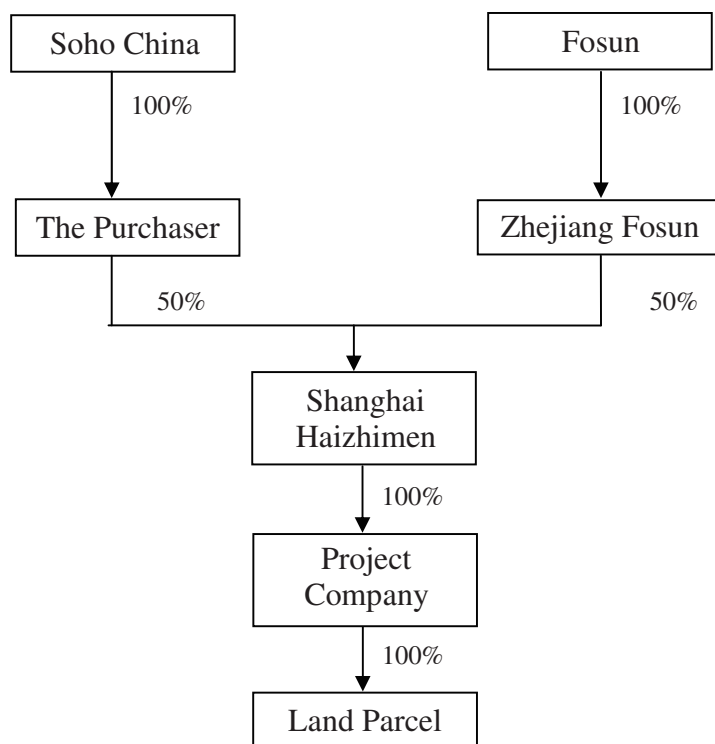 Soho China
Fosun
100%
100%
The Purchaser
Zhejiang Fosun
50%
50%
Shanghai
Haizhimen
100%
Project
Company
100%
Land Parcel